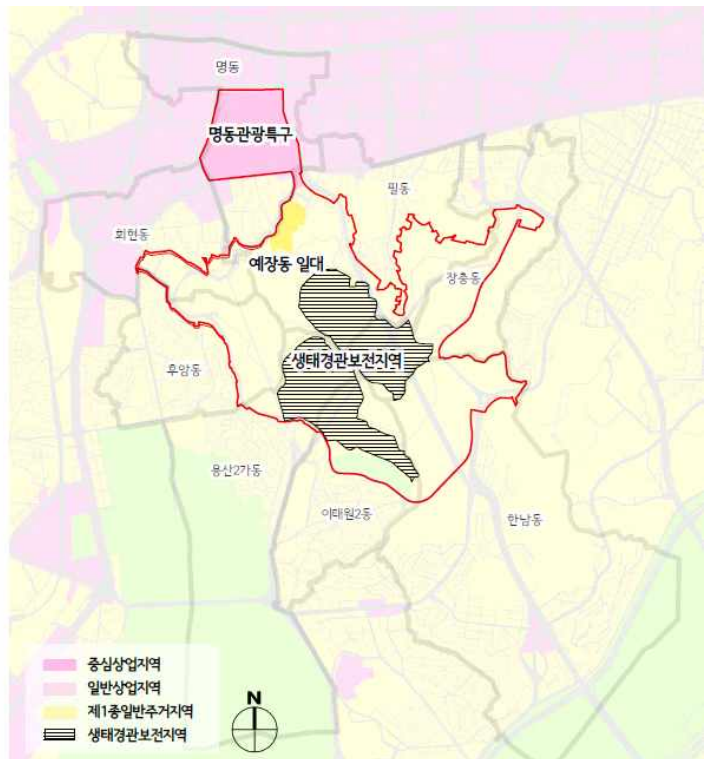 명동
명동관광특구
필동
회현동
예장동 일대
장충동
생태경관보전지역
후암동
용산2가동
이태원2동
한남동
중심상업지역
일반상업지역
제1종일반주거지역
생태경관보전지역
N